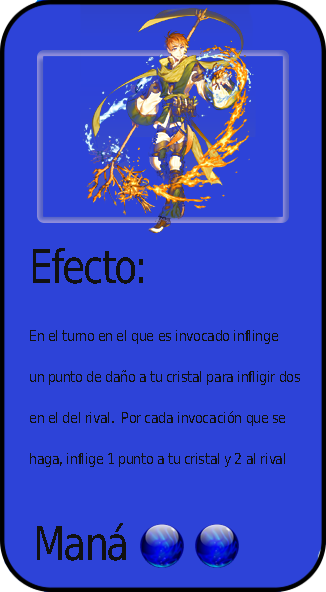 Efecto:
En el turno en el que es invocado inflinge
un punto de daño a tu cristal para infligir dos
en el del rival. Por cada invocación que se
haga, inflige 1 punto a tu cristal y 2 al rival
Maná